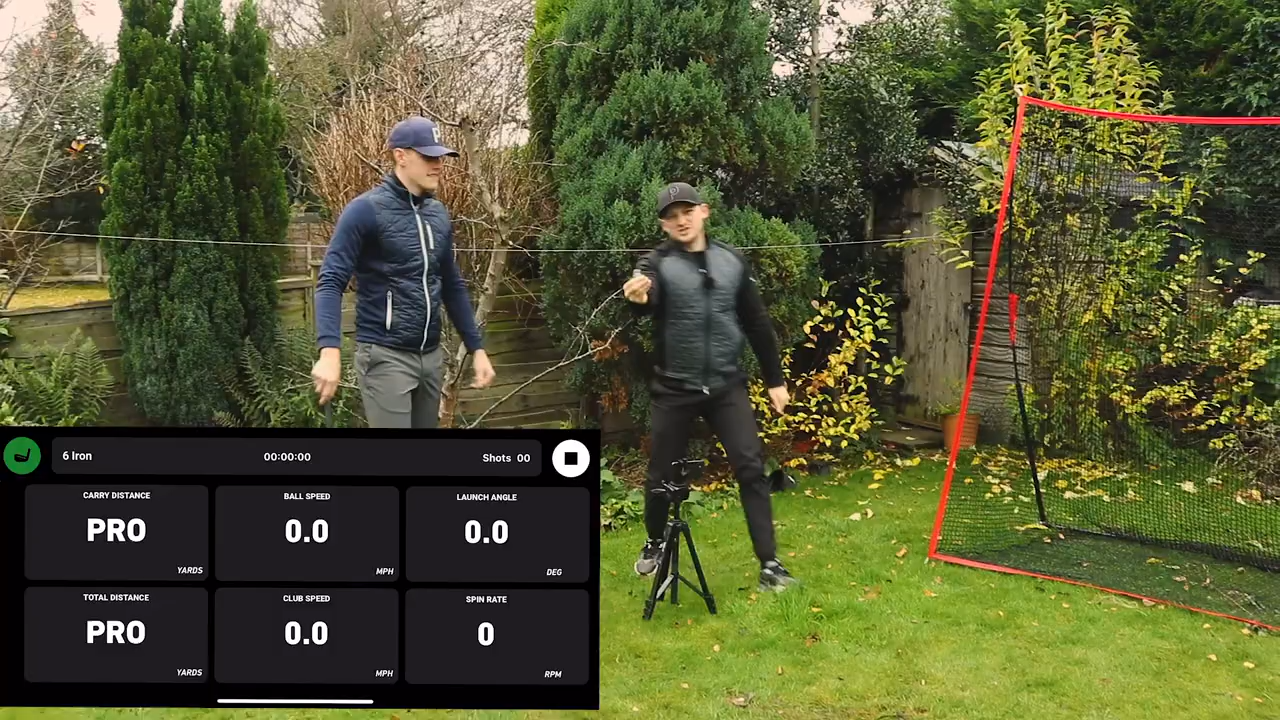 6 Iron 00:00:00 Shots 00
CARRY DISTANCE BALL SPEED LAUNCH ANGLE
PRO 0.0 0.0
YARDS MPH DEG
TOTAL DISTANCE CLUB SPEED SPIN RATE
PRO 0.0 0
YARDS MPH RPM